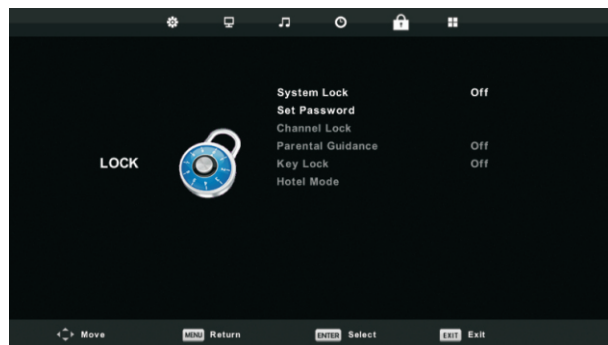 System Lock Off
Set Password
Channel Lock
Parental Guidance Off
Key Lock Off
Hotel Mode
LOCK
Move MENU Return ENTER Select EXIT Exit